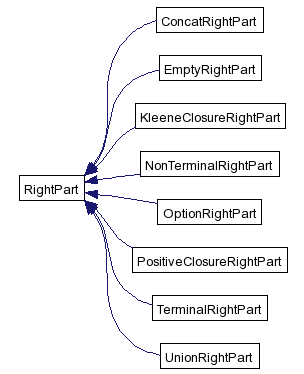 ConcatRightPart
EmptyRightPart
KleeneClosureRightPart
NonTerminalRightPart
RightPart
OptionRightPart
PositiveClosureRightPart
TerminalRightPart
UnionRightPart